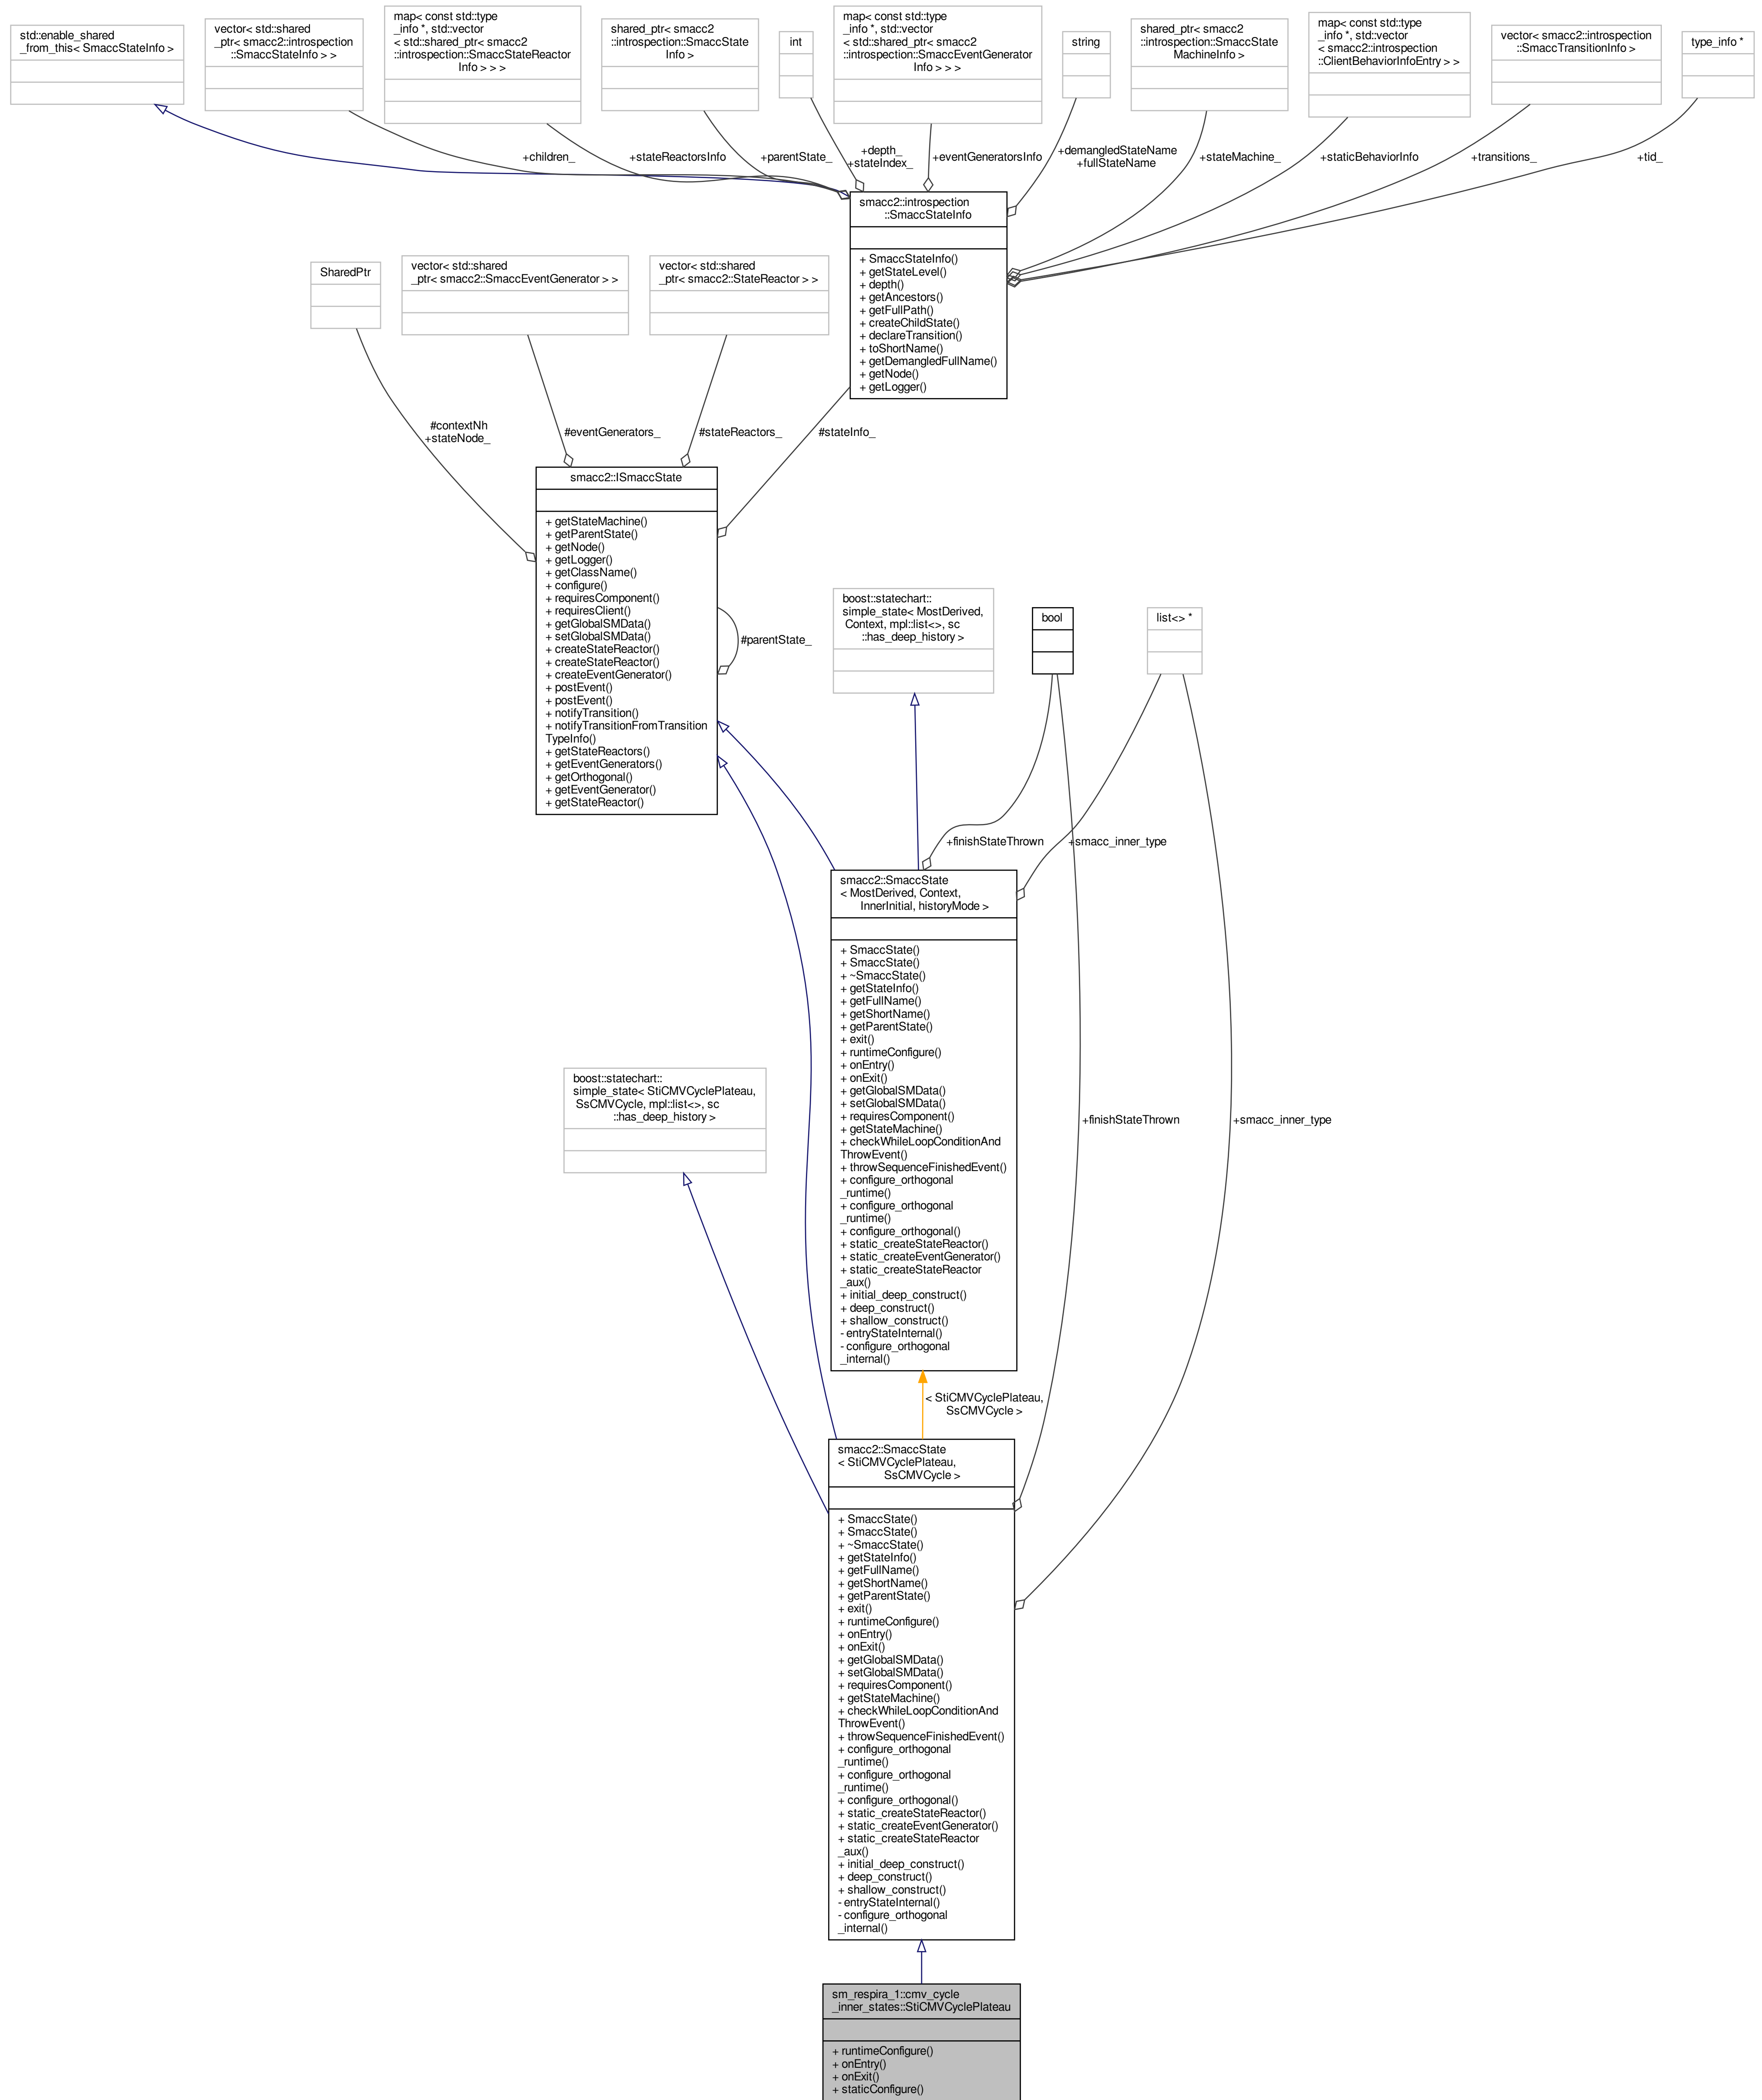 std::enable_shared
_from_this< SmaccStateInfo >
vector< std::shared
_ptr< smacc2::introspection
::SmaccStateInfo > >
map< const std::type
_info *, std::vector
< std::shared_ptr< smacc2
::introspection::SmaccStateReactor
Info > > >
shared_ptr< smacc2
::introspection::SmaccState
Info >
int
map< const std::type
_info *, std::vector
< std::shared_ptr< smacc2
::introspection::SmaccEventGenerator
Info > > >
string
shared_ptr< smacc2
::introspection::SmaccState
MachineInfo >
map< const std::type
_info *, std::vector
< smacc2::introspection
::ClientBehaviorInfoEntry > >
vector< smacc2::introspection
::SmaccTransitionInfo >
type_info *
+children_
+stateReactorsInfo
+parentState_
+depth_
+stateIndex_
+eventGeneratorsInfo
+demangledStateName
+fullStateName
+stateMachine_
+staticBehaviorInfo
+transitions_
+tid_
smacc2::introspection
::SmaccStateInfo
+ SmaccStateInfo()
+ getStateLevel()
+ depth()
+ getAncestors()
+ getFullPath()
+ createChildState()
+ declareTransition()
+ toShortName()
+ getDemangledFullName()
+ getNode()
+ getLogger()
SharedPtr
vector< std::shared
_ptr< smacc2::SmaccEventGenerator > >
vector< std::shared
_ptr< smacc2::StateReactor > >
#contextNh
+stateNode_
#eventGenerators_
#stateReactors_
#stateInfo_
smacc2::ISmaccState
+ getStateMachine()
+ getParentState()
+ getNode()
+ getLogger()
+ getClassName()
+ configure()
+ requiresComponent()
+ requiresClient()
+ getGlobalSMData()
+ setGlobalSMData()
+ createStateReactor()
+ createStateReactor()
+ createEventGenerator()
+ postEvent()
+ postEvent()
+ notifyTransition()
+ notifyTransitionFromTransition
TypeInfo()
+ getStateReactors()
+ getEventGenerators()
+ getOrthogonal()
+ getEventGenerator()
+ getStateReactor()
#parentState_
boost::statechart::
simple_state< MostDerived,
Context, mpl::list<>, sc
::has_deep_history >
bool
list<> *
+finishStateThrown
+smacc_inner_type
smacc2::SmaccState
< MostDerived, Context,
InnerInitial, historyMode >
+ SmaccState()
+ SmaccState()
+ ~SmaccState()
+ getStateInfo()
+ getFullName()
+ getShortName()
+ getParentState()
+ exit()
+ runtimeConfigure()
+ onEntry()
+ onExit()
+ getGlobalSMData()
+ setGlobalSMData()
+ requiresComponent()
+ getStateMachine()
+ checkWhileLoopConditionAnd
ThrowEvent()
+ throwSequenceFinishedEvent()
+ configure_orthogonal
_runtime()
+ configure_orthogonal
_runtime()
+ configure_orthogonal()
+ static_createStateReactor()
+ static_createEventGenerator()
+ static_createStateReactor
_aux()
+ initial_deep_construct()
+ deep_construct()
+ shallow_construct()
- entryStateInternal()
- configure_orthogonal
_internal()
boost::statechart::
simple_state< StiCMVCyclePlateau,
SsCMVCycle, mpl::list<>, sc
::has_deep_history >
+finishStateThrown
+smacc_inner_type
< StiCMVCyclePlateau,
SsCMVCycle >
smacc2::SmaccState
< StiCMVCyclePlateau,
SsCMVCycle >
+ SmaccState()
+ SmaccState()
+ ~SmaccState()
+ getStateInfo()
+ getFullName()
+ getShortName()
+ getParentState()
+ exit()
+ runtimeConfigure()
+ onEntry()
+ onExit()
+ getGlobalSMData()
+ setGlobalSMData()
+ requiresComponent()
+ getStateMachine()
+ checkWhileLoopConditionAnd
ThrowEvent()
+ throwSequenceFinishedEvent()
+ configure_orthogonal
_runtime()
+ configure_orthogonal
_runtime()
+ configure_orthogonal()
+ static_createStateReactor()
+ static_createEventGenerator()
+ static_createStateReactor
_aux()
+ initial_deep_construct()
+ deep_construct()
+ shallow_construct()
- entryStateInternal()
- configure_orthogonal
_internal()
sm_respira_1::cmv_cycle
_inner_states::StiCMVCyclePlateau
+ runtimeConfigure()
+ onEntry()
+ onExit()
+ staticConfigure()